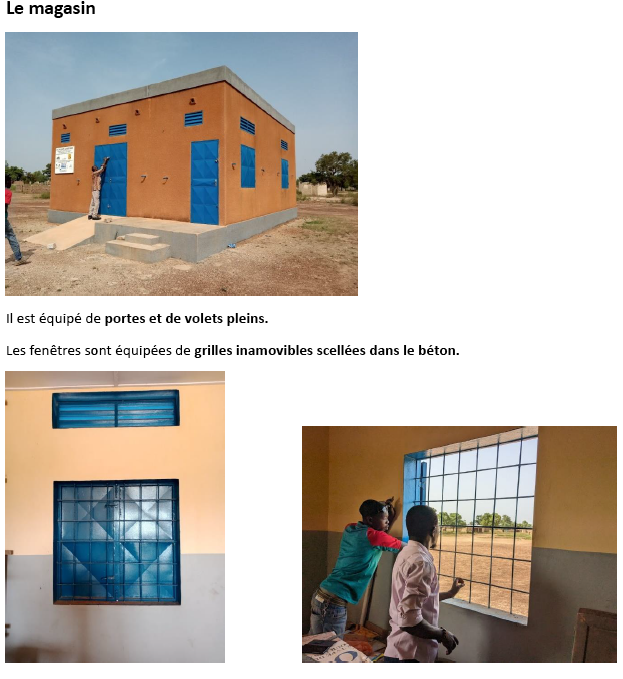 Le magasin
Il est équipé de portes et de volets pleins.
Les fenêtres sont équipées de grilles inamovibles scellées dans le béton.